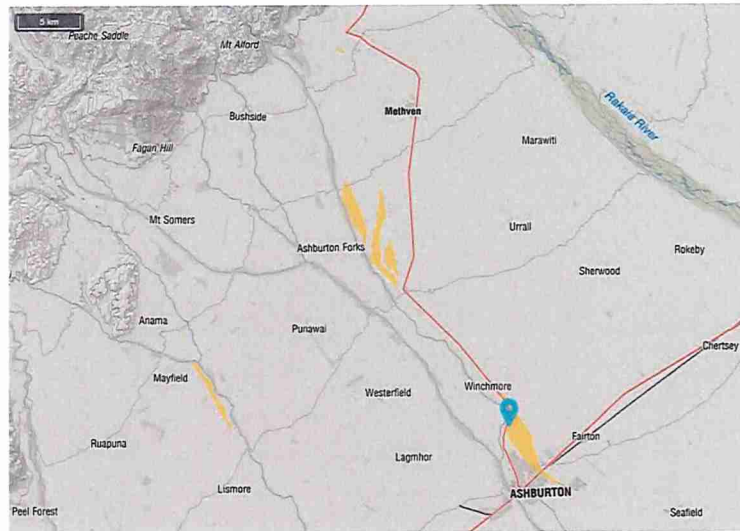 5 km
Peache Saddle
Mt Alford
Methven
Rakaia River
Bushside
Marawiti
Fagan Hill
Mt Somers
Urrall
Ashburton Forks
Rokeby
Sherwood
Anama
Punawai
Chertsey
Mayfield
Winchmore
Westerfield
Ruapuna
Fairton
Lagmhor
Lismore
ASHBURTON
Peel Forest
Seafield